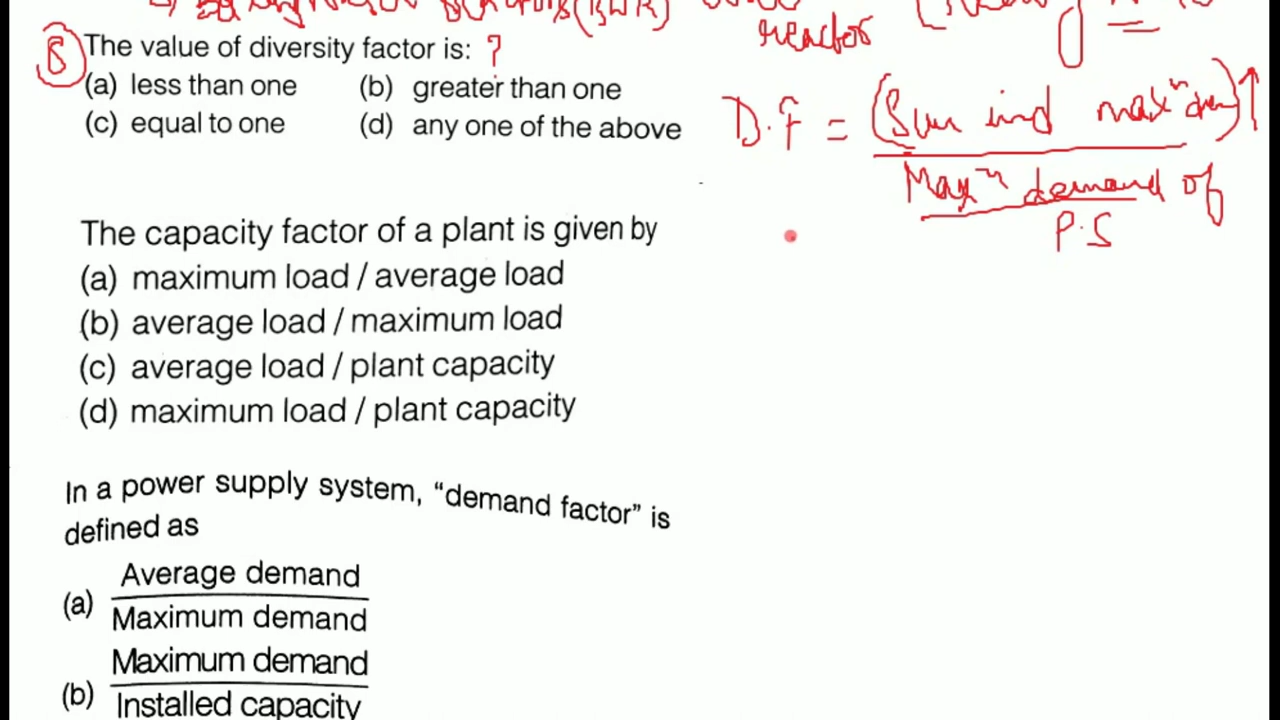 reactor
8 The value of diversity factor is: ?
(a) less than one (b) greater than one
(c) equal to one (d) any one of the above
D.F = (Sum ind maxᵐ dem) ↑
Maxᵐ demand of
P.S
The capacity factor of a plant is given by
(a) maximum load / average load
(b) average load / maximum load
(c) average load / plant capacity
(d) maximum load / plant capacity
In a power supply system, “demand factor” is
defined as
(a) Average demand
Maximum demand
(b) Maximum demand
Installed capacity